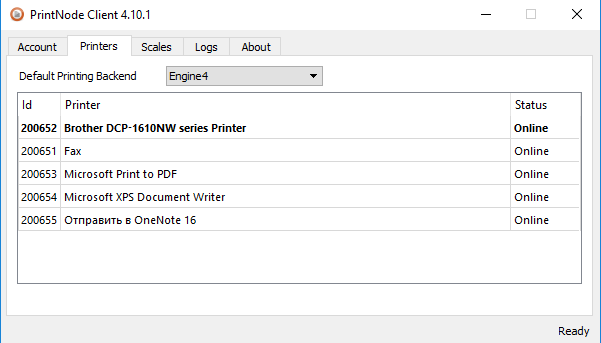 PrintNode Client 4.10.1
Account Printers Scales Logs About
Default Printing Backend Engine4
Id Printer Status
200652 Brother DCP-1610NW series Printer Online
200651 Fax Online
200653 Microsoft Print to PDF Online
200654 Microsoft XPS Document Writer Online
200655 Отправить в OneNote 16 Online
Ready